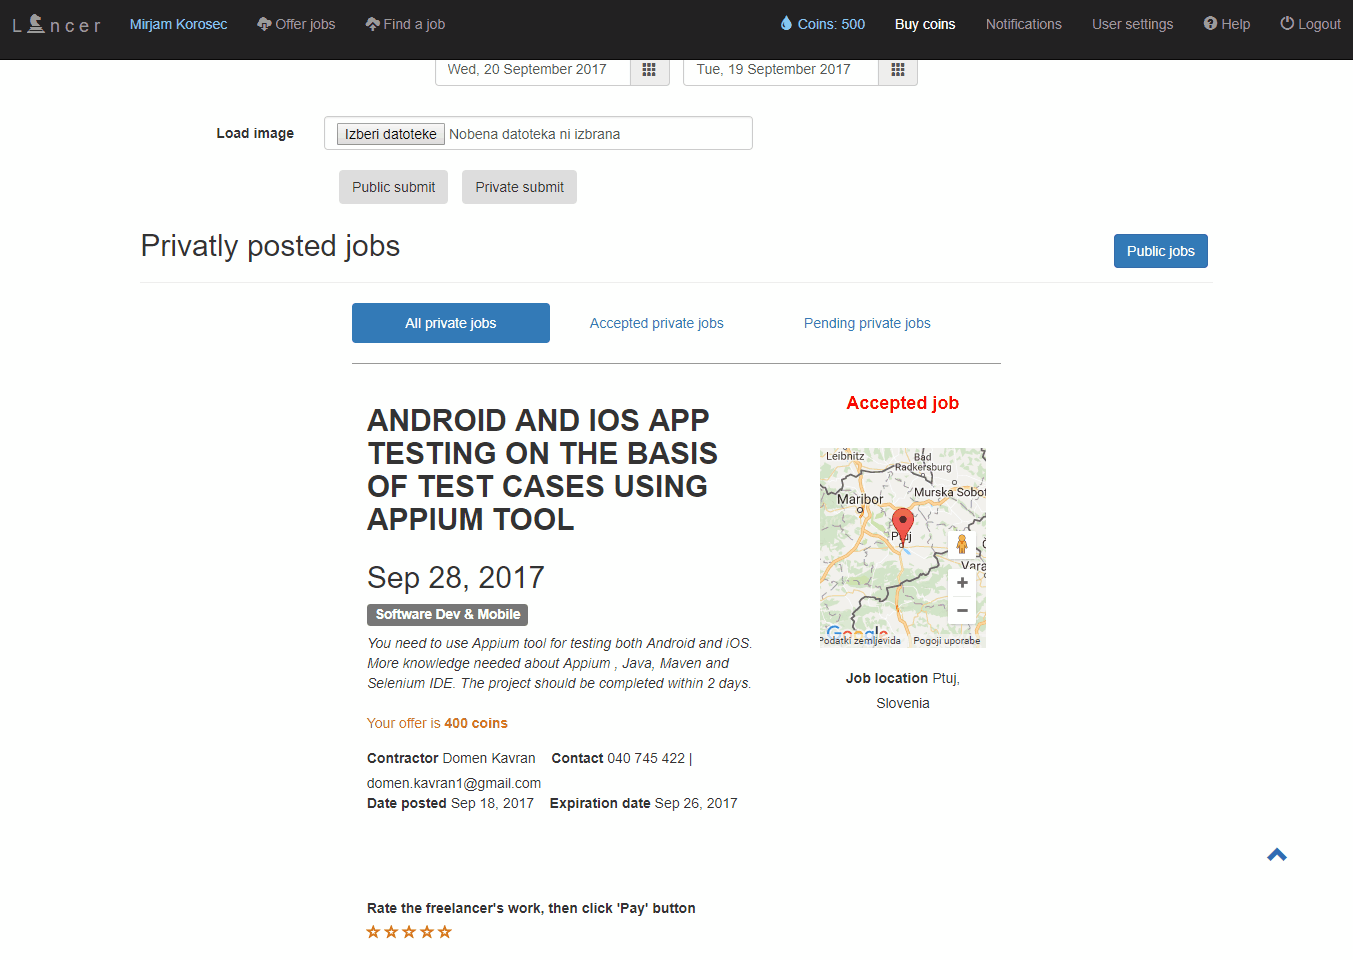 L ncer Mirjam Korosec Offer jobs Find a job Coins: 500 Buy coins Notifications User settings Help Logout
Wed, 20 September 2017 Tue, 19 September 2017
Load image Izberi datoteke Nobena datoteka ni izbrana
Public submit Private submit
Privatly posted jobs Public jobs
All private jobs Accepted private jobs Pending private jobs
ANDROID AND IOS APP
TESTING ON THE BASIS
OF TEST CASES USING
APPIUM TOOL
Sep 28, 2017
Software Dev & Mobile
You need to use Appium tool for testing both Android and iOS.
More knowledge needed about Appium , Java, Maven and
Selenium IDE. The project should be completed within 2 days.
Your offer is 400 coins
Contractor Domen Kavran Contact 040 745 422 |
domen.kavran1@gmail.com
Date posted Sep 18, 2017 Expiration date Sep 26, 2017
Rate the freelancer's work, then click 'Pay' button
Accepted job
Leibnitz
Bad
Radkersburg
Murska Sobot
Maribor
Ptuj
Vara
Google
Podatki zemljevida Pogoji uporabe
Job location Ptuj,
Slovenia